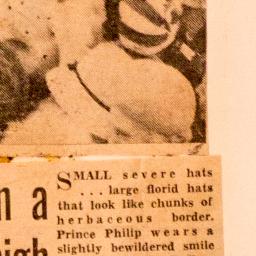 SMALL severe hats
. . . large florid hats
that look like chunks of
herbaceous border.
Prince Philip wears a
slightly bewildered smile
a